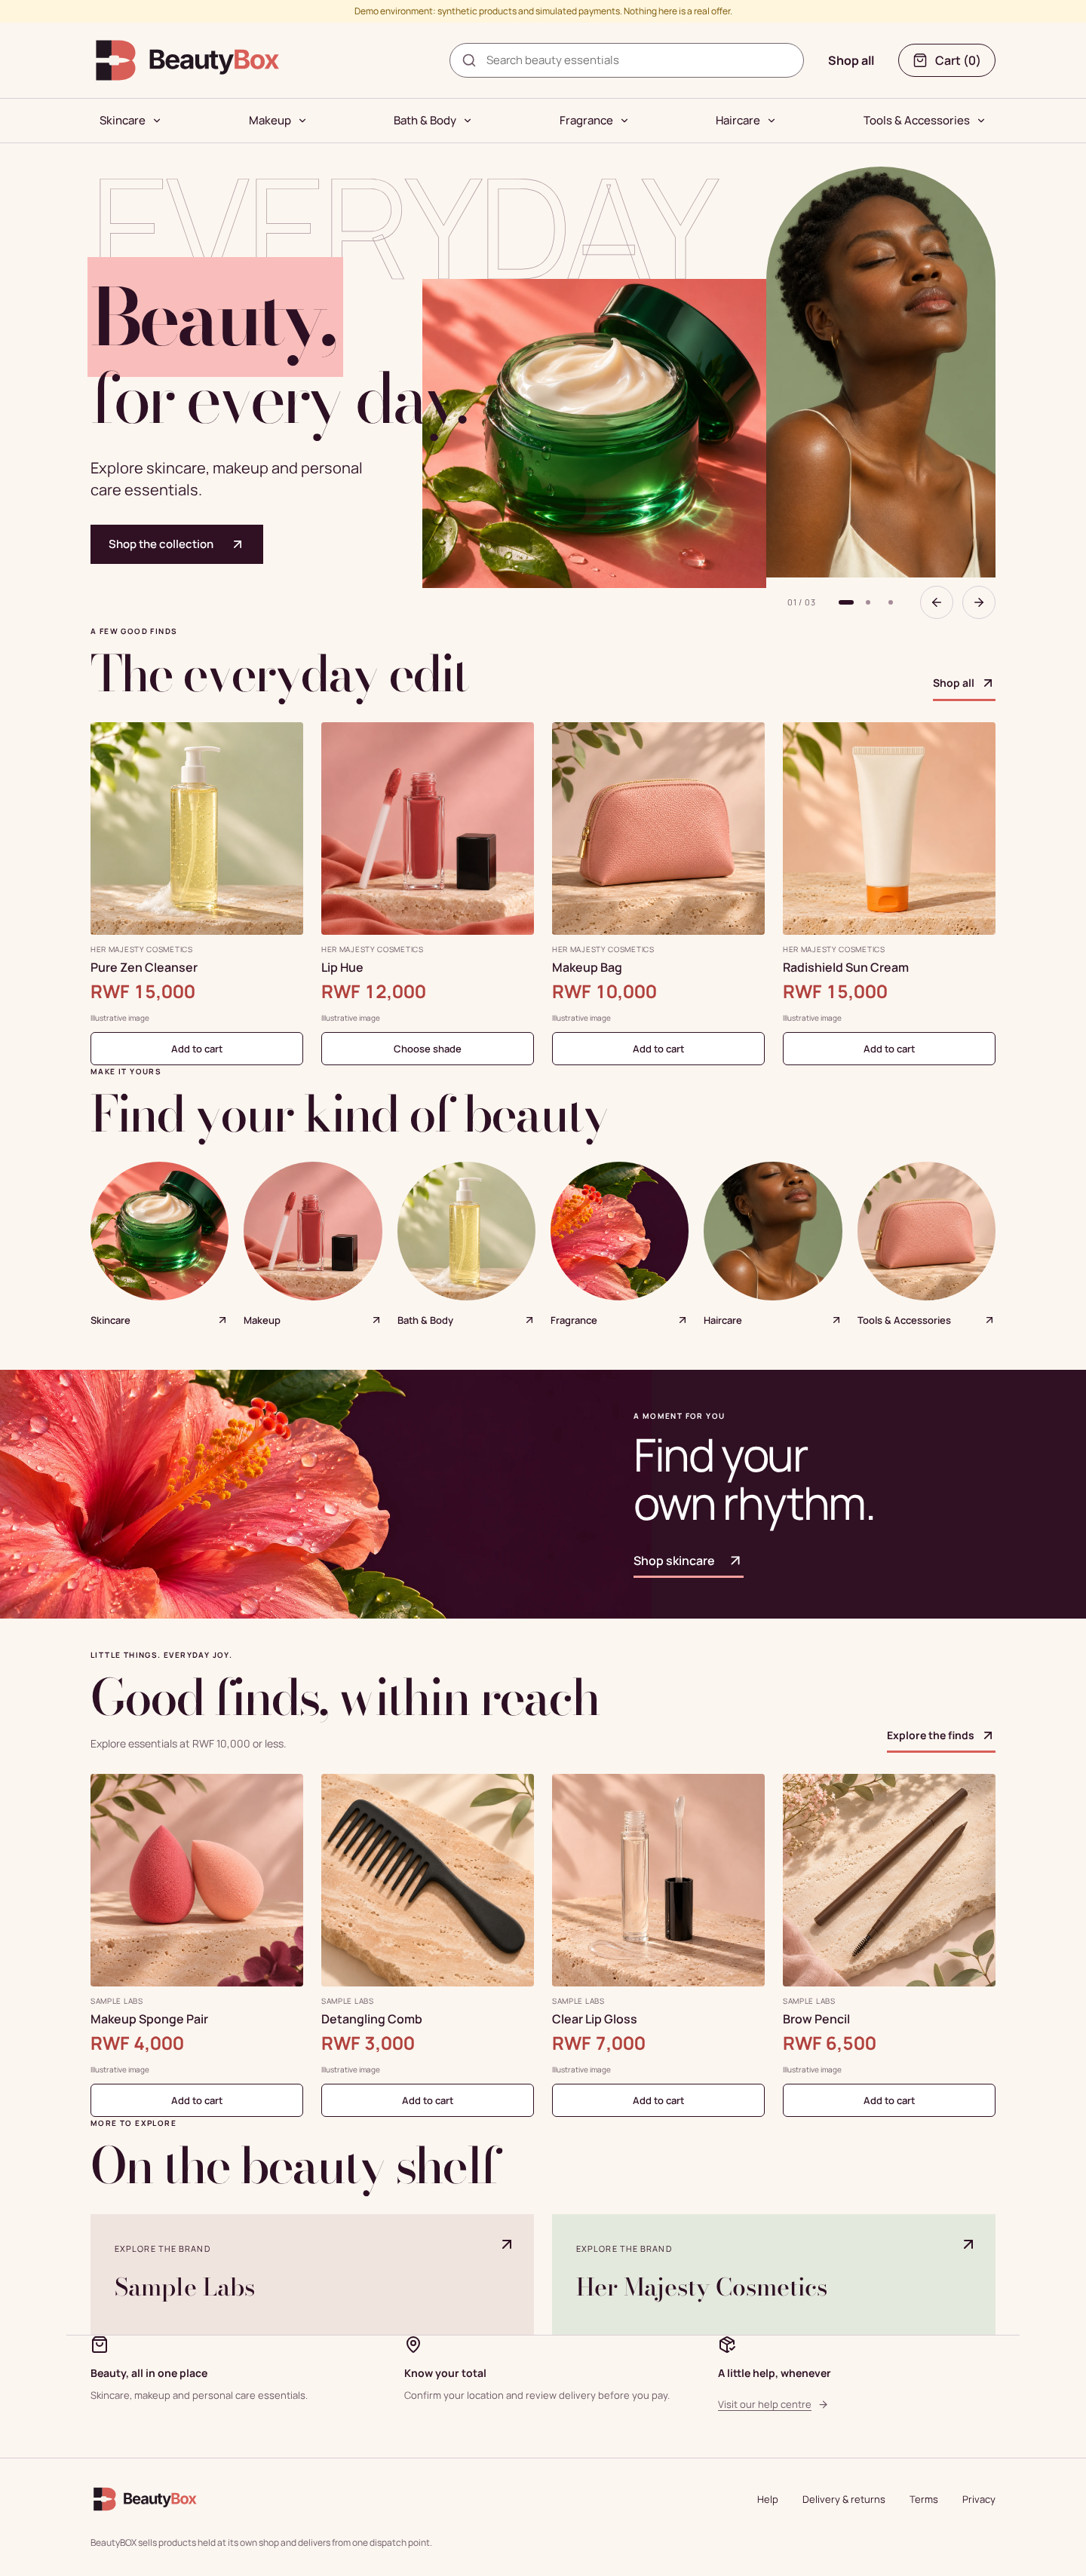 Demo environment: synthetic products and simulated payments. Nothing here is a real offer.
BeautyBox
Search beauty essentials
Shop all
Cart (0)
Skincare
Makeup
Bath & Body
Fragrance
Haircare
Tools & Accessories
EVERYDAY
Beauty,
for every day.
Explore skincare, makeup and personal
care essentials.
Shop the collection
01 / 03
A FEW GOOD FINDS
The everyday edit
Shop all
HER MAJESTY COSMETICS
Pure Zen Cleanser
RWF 15,000
Illustrative image
Add to cart
HER MAJESTY COSMETICS
Lip Hue
RWF 12,000
Illustrative image
Choose shade
HER MAJESTY COSMETICS
Makeup Bag
RWF 10,000
Illustrative image
Add to cart
HER MAJESTY COSMETICS
Radishield Sun Cream
RWF 15,000
Illustrative image
Add to cart
MAKE IT YOURS
Find your kind of beauty
Skincare
Makeup
Bath & Body
Fragrance
Haircare
Tools & Accessories
A MOMENT FOR YOU
Find your
own rhythm.
Shop skincare
LITTLE THINGS. EVERYDAY JOY.
Good finds, within reach
Explore essentials at RWF 10,000 or less.
Explore the finds
SAMPLE LABS
Makeup Sponge Pair
RWF 4,000
Illustrative image
Add to cart
SAMPLE LABS
Detangling Comb
RWF 3,000
Illustrative image
Add to cart
SAMPLE LABS
Clear Lip Gloss
RWF 7,000
Illustrative image
Add to cart
SAMPLE LABS
Brow Pencil
RWF 6,500
Illustrative image
Add to cart
MORE TO EXPLORE
On the beauty shelf
EXPLORE THE BRAND
Sample Labs
EXPLORE THE BRAND
Her Majesty Cosmetics
Beauty, all in one place
Skincare, makeup and personal care essentials.
Know your total
Confirm your location and review delivery before you pay.
A little help, whenever
Visit our help centre
BeautyBox
Help
Delivery & returns
Terms
Privacy
BeautyBOX sells products held at its own shop and delivers from one dispatch point.